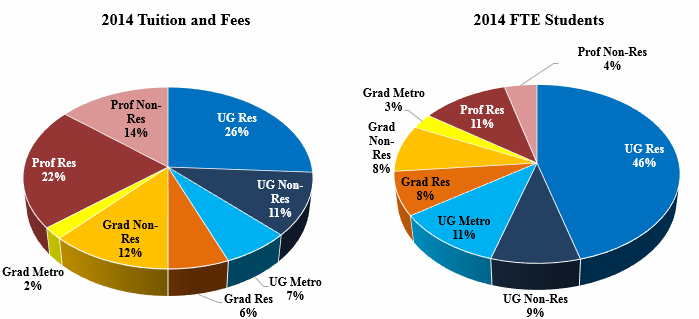 2014 Tuition and Fees
Prof Non-
Res
14%
UG Res
26%
Prof Res
22%
UG Non-
Res
11%
Grad Non-
Res
12%
Grad Metro
2%
UG Metro
7%
Grad Res
6%
2014 FTE Students
Prof Non-Res
4%
Grad Metro
3%
Prof Res
11%
Grad
Non-
Res
8%
UG Res
46%
Grad Res
8%
UG Metro
11%
UG Non-Res
9%